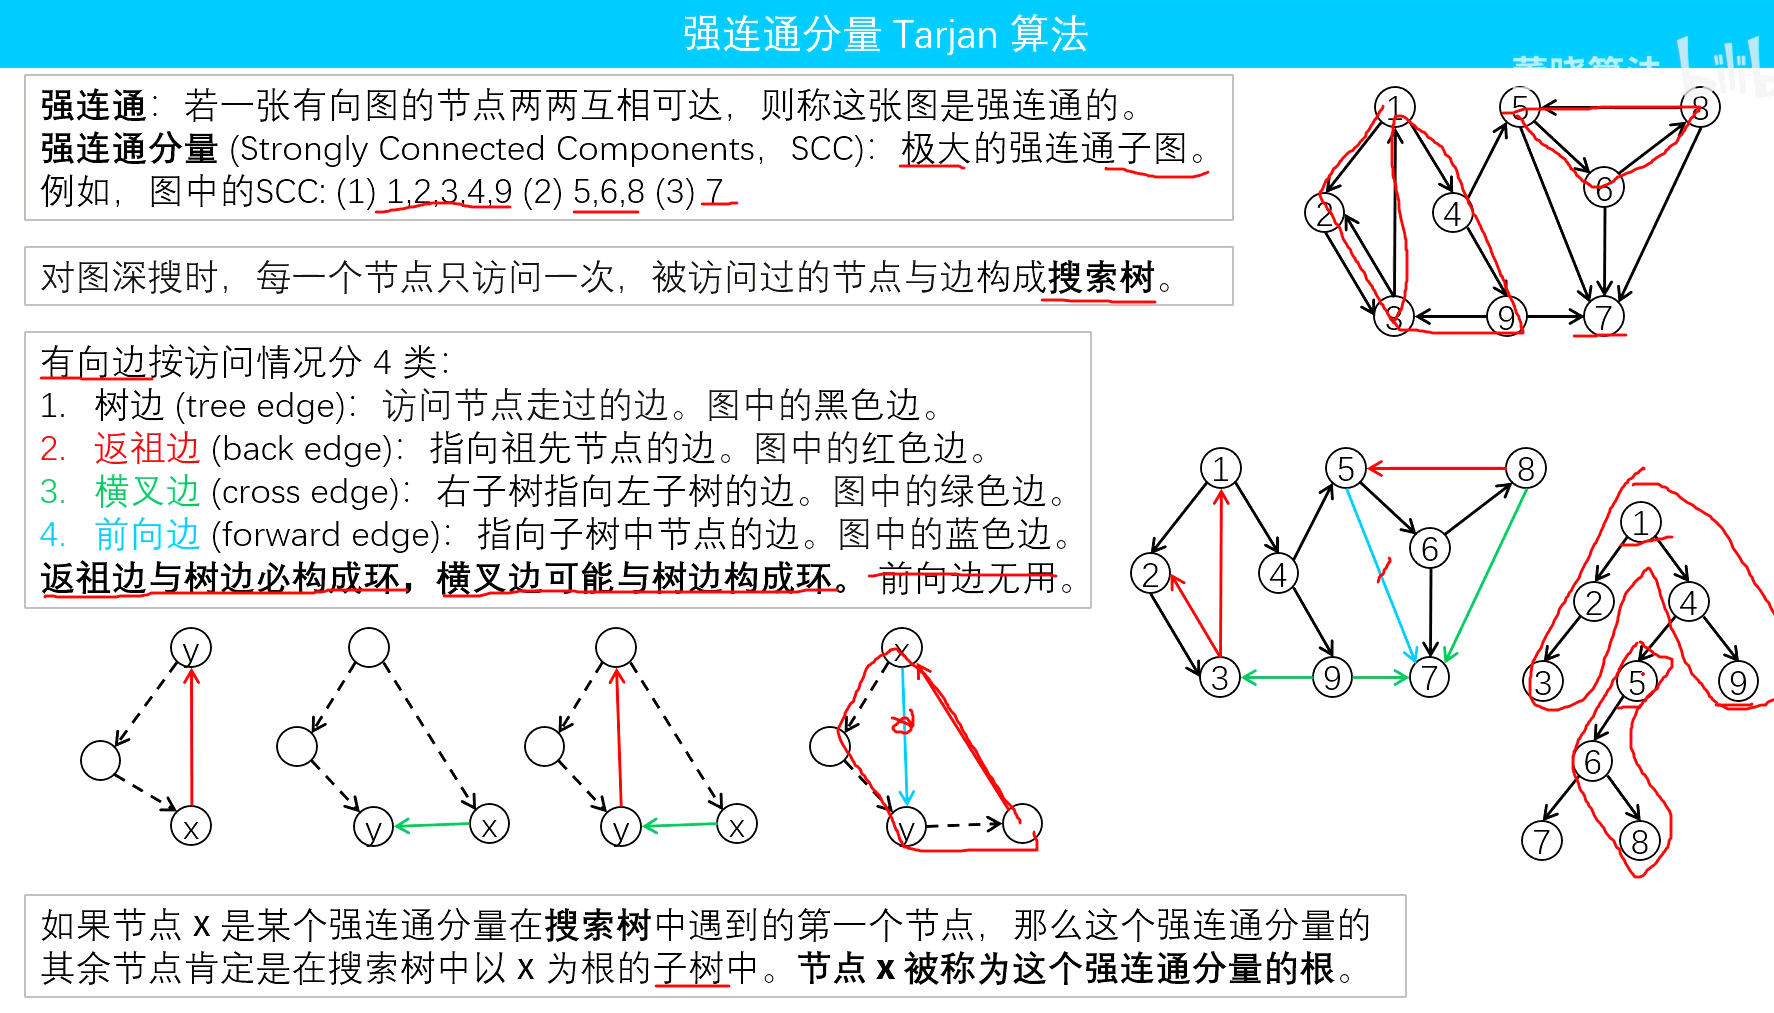 强连通分量 Tarjan 算法
董晓算法
强连通：若一张有向图的节点两两互相可达，则称这张图是强连通的。
强连通分量 (Strongly Connected Components，SCC)：极大的强连通子图。
例如，图中的SCC: (1) 1,2,3,4,9 (2) 5,6,8 (3) 7
对图深搜时，每一个节点只访问一次，被访问过的节点与边构成搜索树。
有向边按访问情况分 4 类：
1. 树边 (tree edge)：访问节点走过的边。图中的黑色边。
2. 返祖边 (back edge)：指向祖先节点的边。图中的红色边。
3. 横叉边 (cross edge)：右子树指向左子树的边。图中的绿色边。
4. 前向边 (forward edge)：指向子树中节点的边。图中的蓝色边。
返祖边与树边必构成环，横叉边可能与树边构成环。 前向边无用。
1 5 8
6
2 4
3 9 7
1 5 8
6
2 4
3 9 7
1
2 4
3 5 9
6
7 8
y x
y x
y x
x y
如果节点 x 是某个强连通分量在搜索树中遇到的第一个节点，那么这个强连通分量的
其余节点肯定是在搜索树中以 x 为根的子树中。节点 x 被称为这个强连通分量的根。